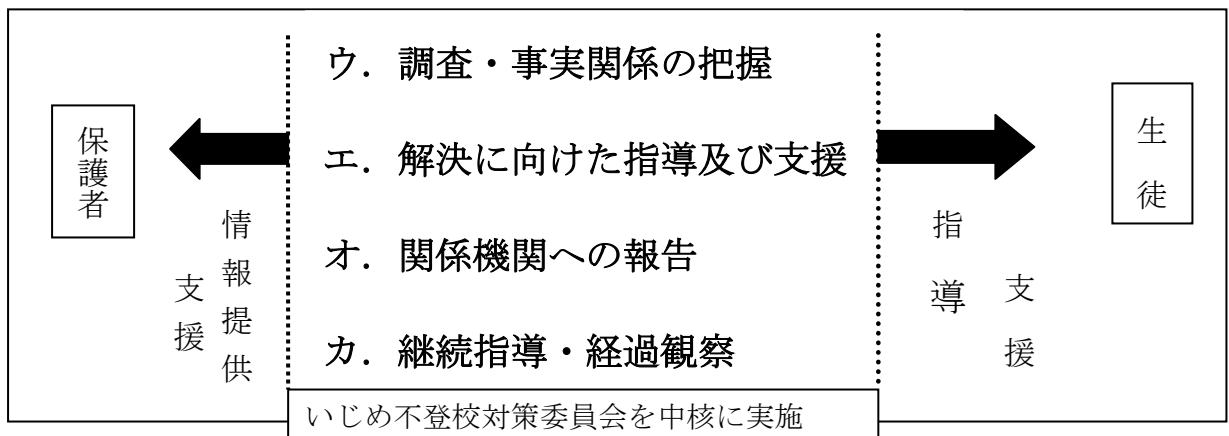 保護者
情報提供
支援
ウ．調査・事実関係の把握
エ．解決に向けた指導及び支援
オ．関係機関への報告
カ．継続指導・経過観察
いじめ不登校対策委員会を中核に実施
指導
支援
生徒